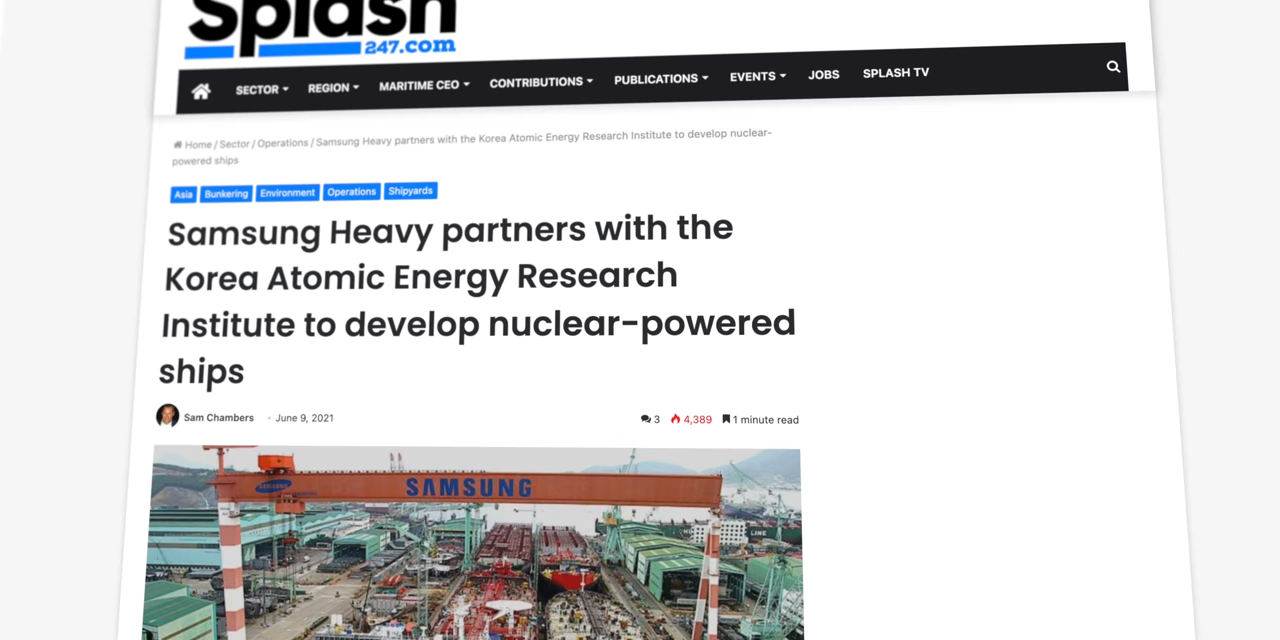 Splash
247.com
SECTOR REGION MARITIME CEO CONTRIBUTIONS PUBLICATIONS EVENTS JOBS SPLASH TV
Home / Sector / Operations / Samsung Heavy partners with the Korea Atomic Energy Research Institute to develop nuclear-
powered ships
Asia Bunkering Environment Operations Shipyards
Samsung Heavy partners with the
Korea Atomic Energy Research
Institute to develop nuclear-powered
ships
Sam Chambers • June 9, 2021 3 4,389 1 minute read
SAMSUNG
SAMSUNG
LINE